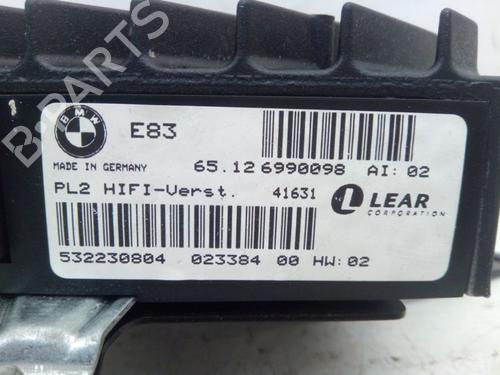 B-PARTS
1
BMW
E83
MADE IN GERMANY
65.12 6990098 AI: 02
PL2 HIFI-Verst. 41631
L LEAR
CORPORATION
532230804 023384 00 HW:02